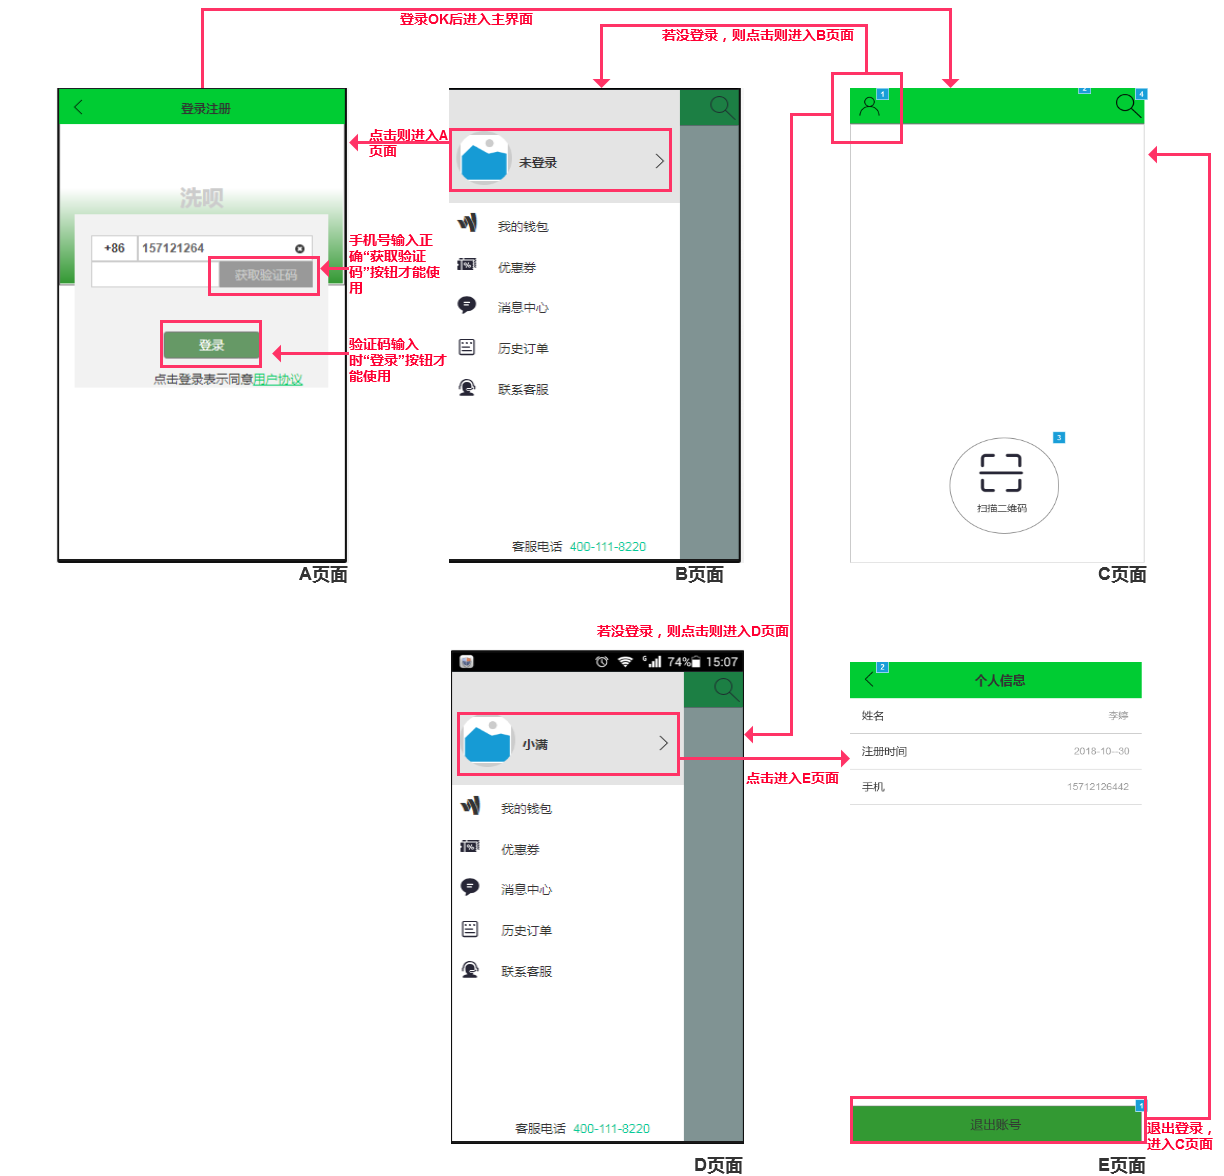 登录OK后进入主界面
若没登录，则点击则进入B页面
登录注册
洗呗
+86
157121264
获取验证码
登录
点击登录表示同意用户协议
A页面
点击则进入A
页面
手机号输入正
确“获取验证
码”按钮才能使
用
验证码输入
时“登录”按钮才
能使用
未登录
我的钱包
优惠券
消息中心
历史订单
联系客服
客服电话 400-111-8220
B页面
1
2
4
3
扫描二维码
C页面
若没登录，则点击则进入D页面
74%
15:07
小满
我的钱包
优惠券
消息中心
历史订单
联系客服
客服电话 400-111-8220
D页面
点击进入E页面
2
个人信息
姓名
李婷
注册时间
2018-10--30
手机
15712126442
1
退出账号
退出登录，
进入C页面
E页面